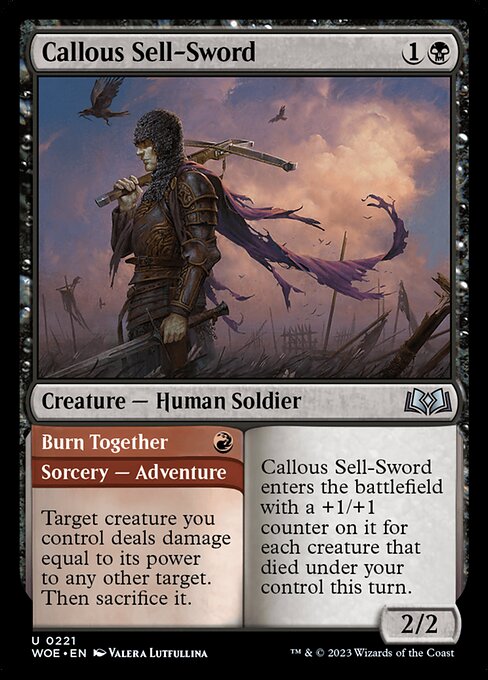 Callous Sell-Sword 1
Creature — Human Soldier
Burn Together
Sorcery — Adventure
Target creature you
control deals damage
equal to its power
to any other target.
Then sacrifice it.
Callous Sell-Sword
enters the battlefield
with a +1/+1
counter on it for
each creature that
died under your
control this turn.
2/2
U 0221
WOE • EN Valera Lutfullina
™ & © 2023 Wizards of the Coast